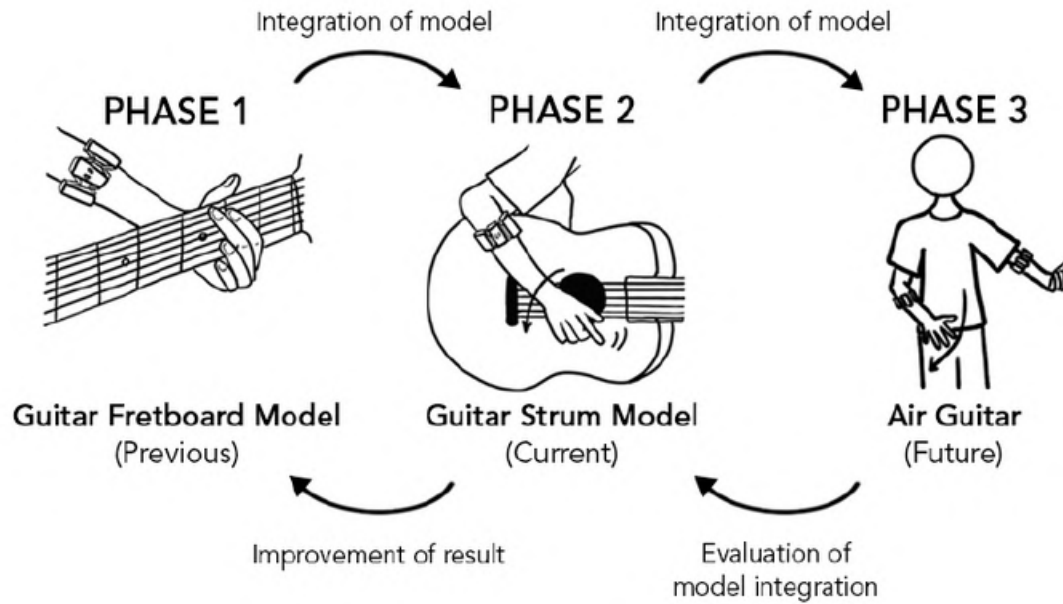 Integration of model
Integration of model
PHASE 1
PHASE 2
PHASE 3
Guitar Fretboard Model
(Previous)
Guitar Strum Model
(Current)
Air Guitar
(Future)
Improvement of result
Evaluation of
model integration